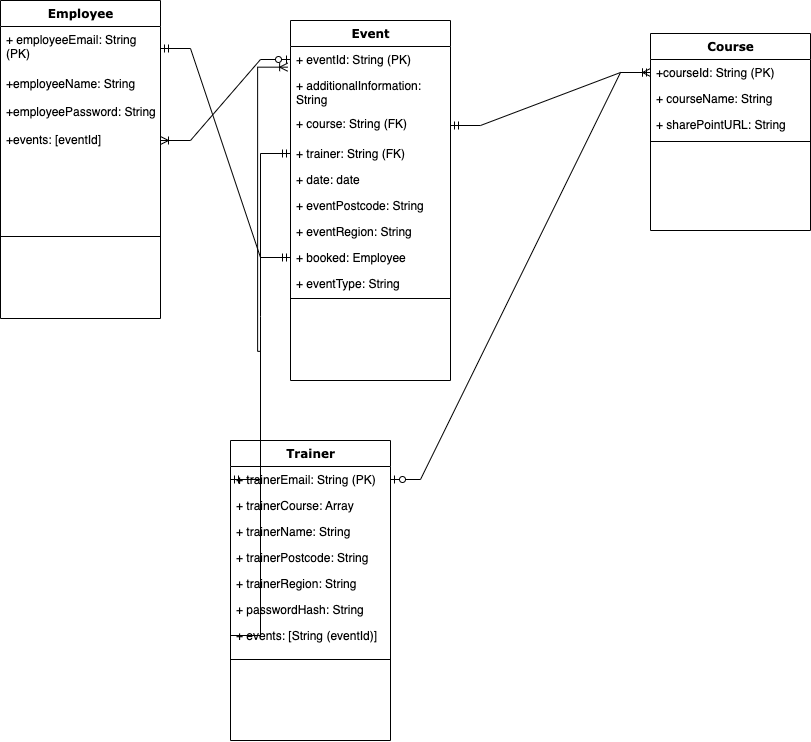 Employee
+ employeeEmail: String
(PK)
+employeeName: String
+employeePassword: String
+events: [eventId]
Event
+ eventId: String (PK)
+ additionalInformation:
String
+ course: String (FK)
+ trainer: String (FK)
+ date: date
+ eventPostcode: String
+ eventRegion: String
+ booked: Employee
+ eventType: String
Course
+courseId: String (PK)
+ courseName: String
+ sharePointURL: String
Trainer
+ trainerEmail: String (PK)
+ trainerCourse: Array
+ trainerName: String
+ trainerPostcode: String
+ trainerRegion: String
+ passwordHash: String
+ events: [String (eventId)]